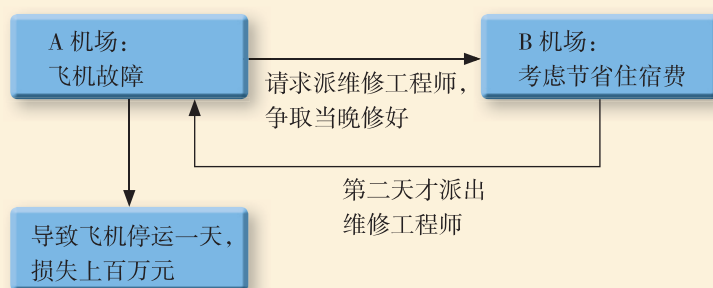 A 机场：
飞机故障
请求派维修工程师，
争取当晚修好
B 机场：
考虑节省住宿费
第二天才派出
维修工程师
导致飞机停运一天，
损失上百万元